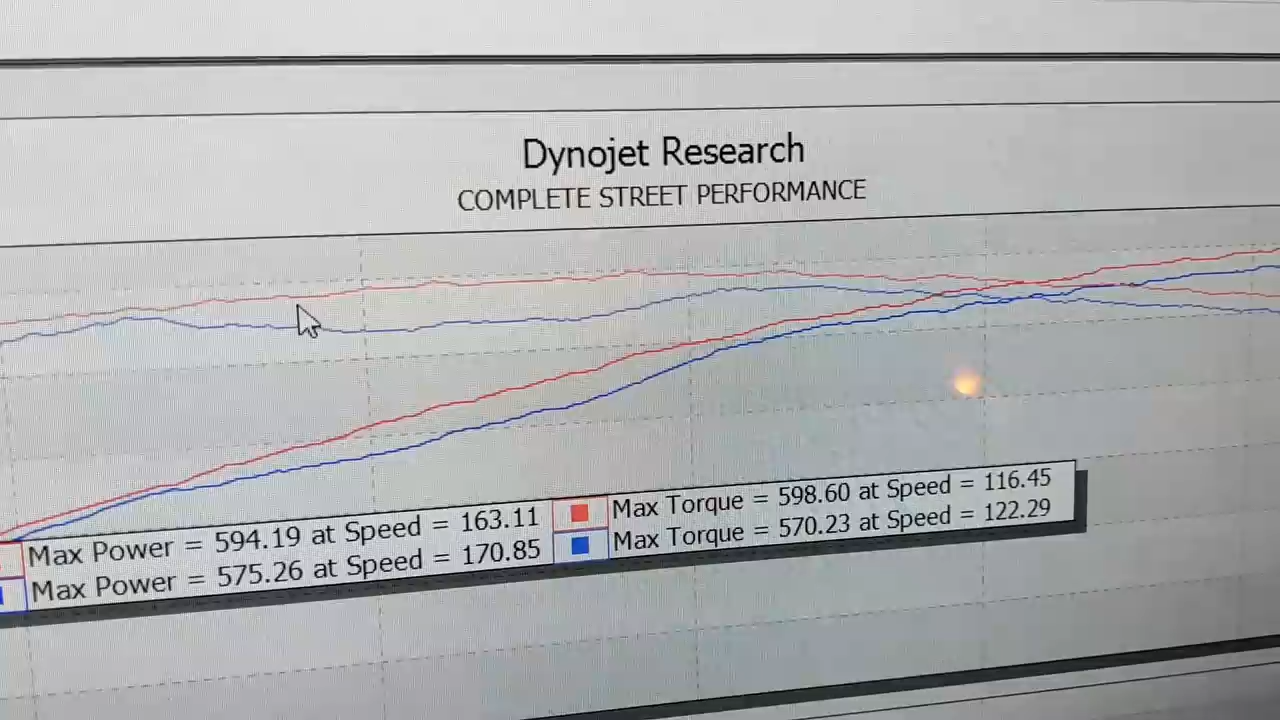 Dynojet Research
COMPLETE STREET PERFORMANCE
Max Power = 594.19 at Speed = 163.11
Max Torque = 598.60 at Speed = 116.45
Max Power = 575.26 at Speed = 170.85
Max Torque = 570.23 at Speed = 122.29